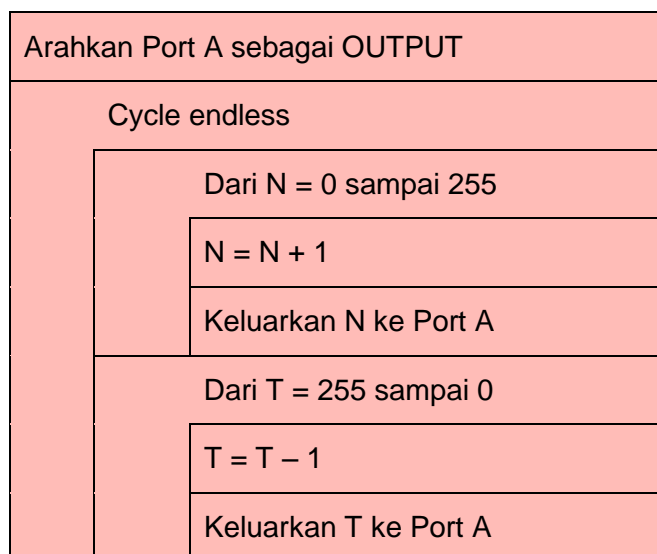 Arahkan Port A sebagai OUTPUT
Cycle endless
Dari N = 0 sampai 255
N = N + 1
Keluarkan N ke Port A
Dari T = 255 sampai 0
T = T – 1
Keluarkan T ke Port A